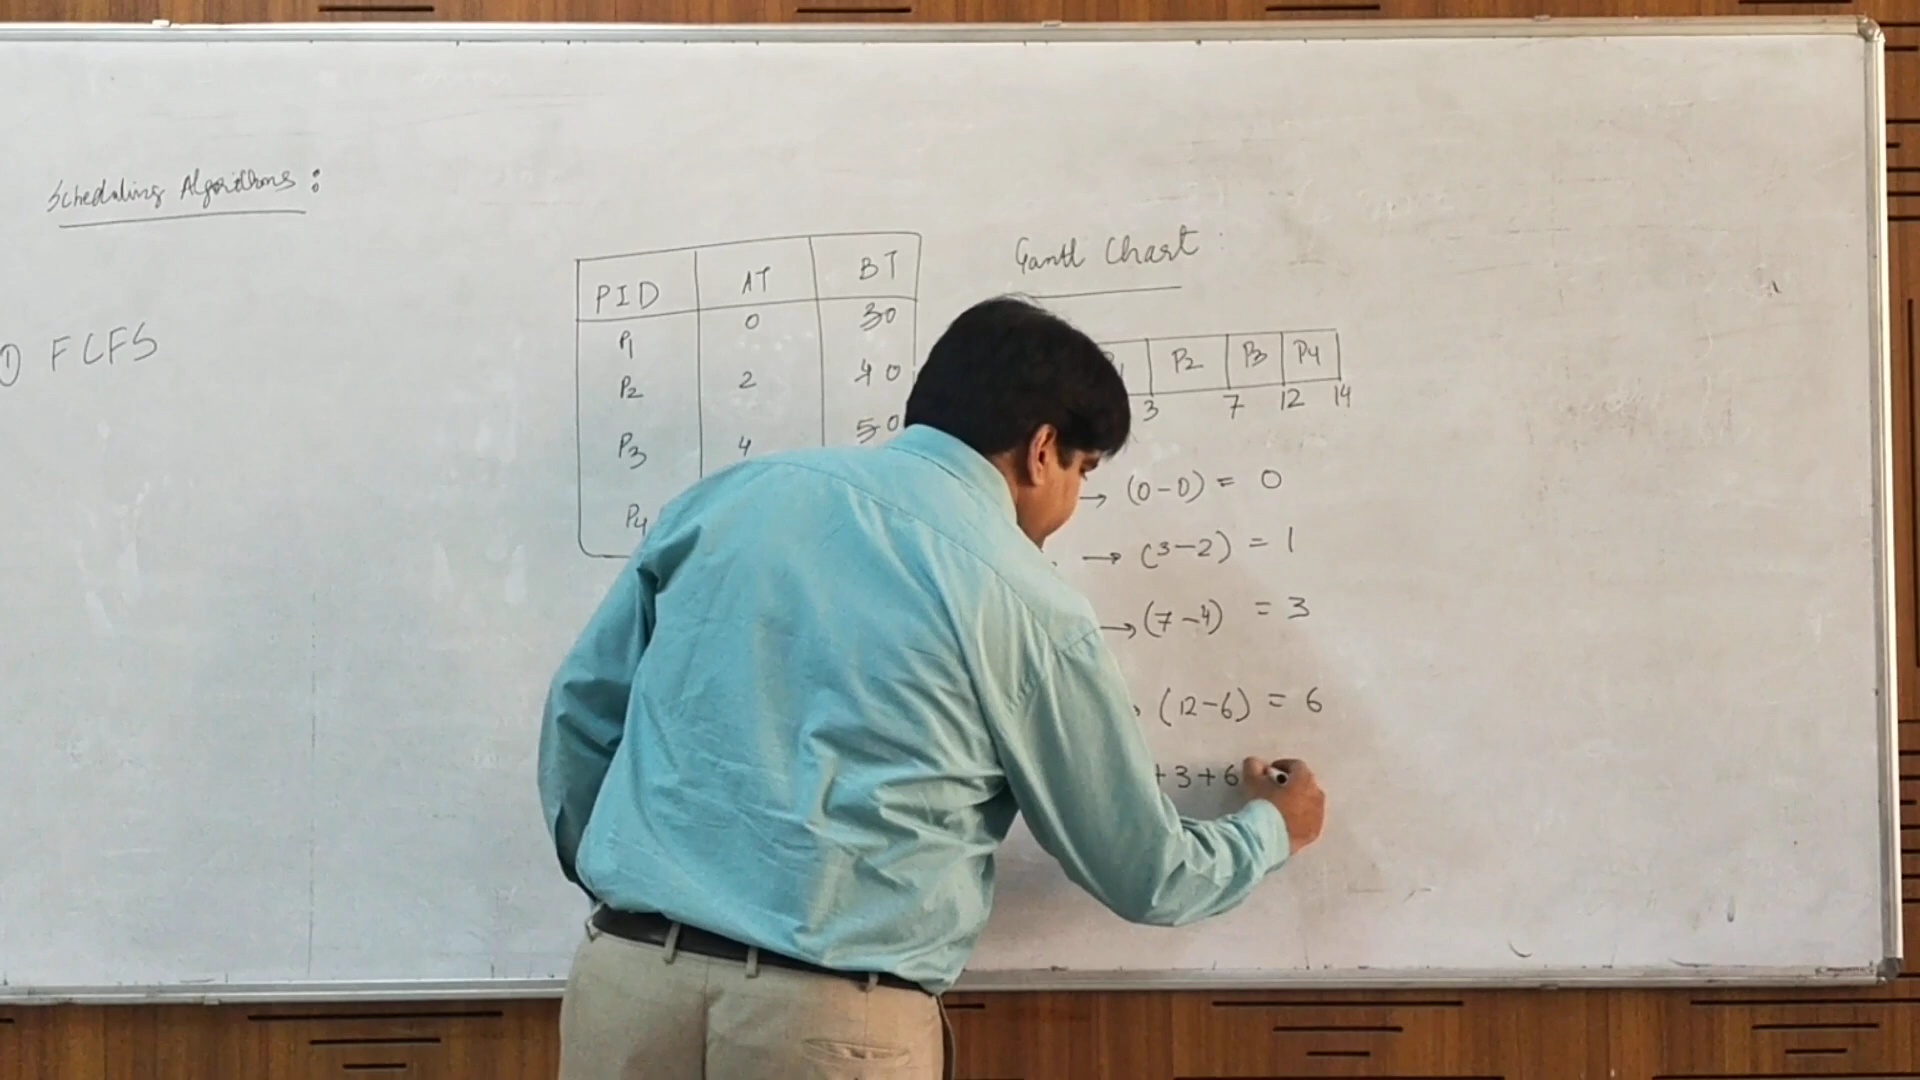 Scheduling Algorithms :
① FCFS
PID AT BT
P1 0 30
P2 2 40
P3 4 50
P4
Gantt Chart :
P2 P3 P4
3 7 12 14
→ (0-0) = 0
→ (3-2) = 1
→ (7-4) = 3
(12-6) = 6
+3+6